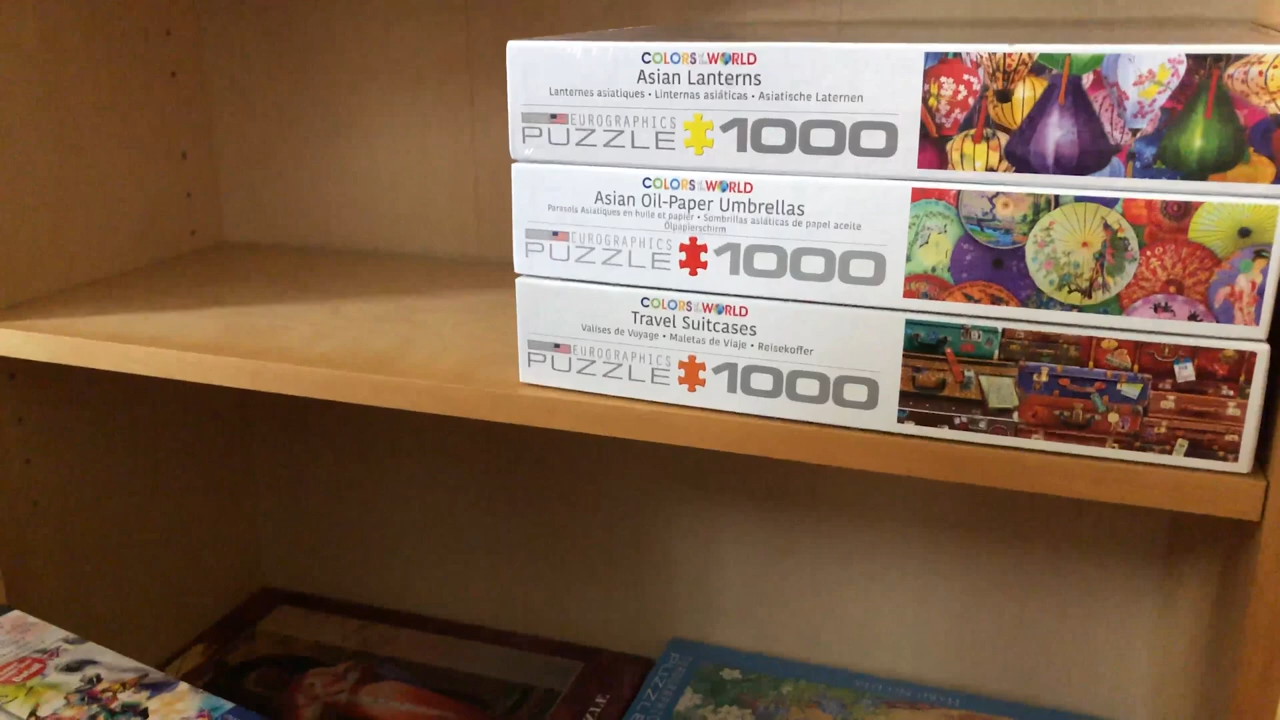 COLORS OF THE WORLD
Asian Lanterns
Lanternes asiatiques • Linternas asiáticas • Asiatische Laternen
EUROGRAPHICS
PUZZLE 1000
COLORS OF THE WORLD
Asian Oil-Paper Umbrellas
Parasols Asiatiques en huile et papier • Sombrillas asiáticas de papel aceite
Ölpapierschirm
EUROGRAPHICS
PUZZLE 1000
COLORS OF THE WORLD
Travel Suitcases
Valises de Voyage • Maletas de Viaje • Reisekoffer
EUROGRAPHICS
PUZZLE 1000
PUZZLE